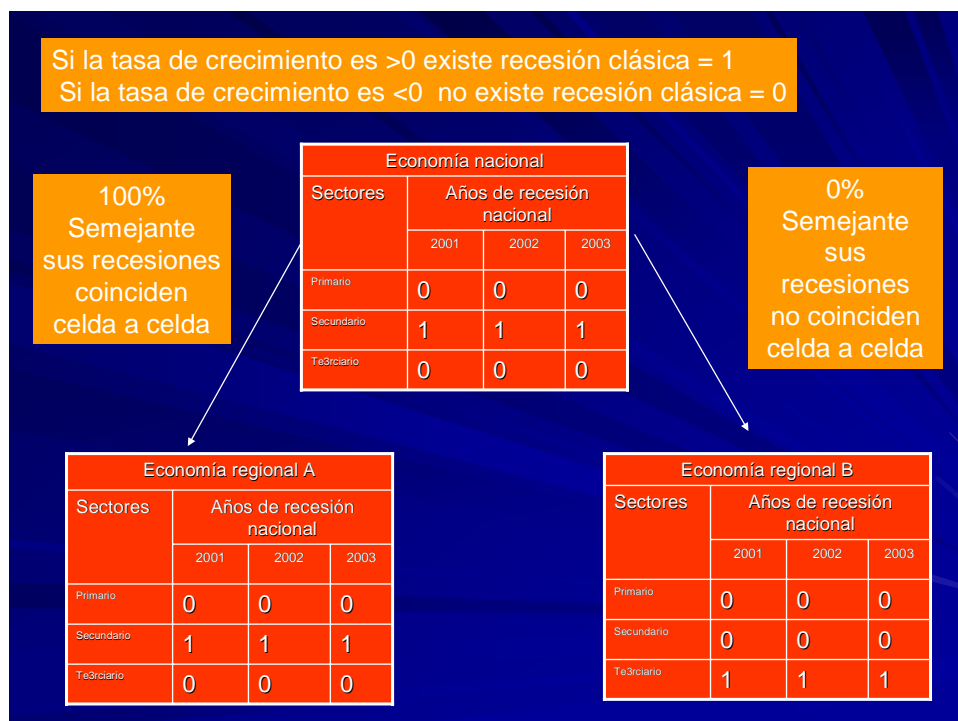 Si la tasa de crecimiento es >0 existe recesión clásica = 1
Si la tasa de crecimiento es <0 no existe recesión clásica = 0
100%
Semejante
sus recesiones
coinciden
celda a celda
Economía nacional
Sectores Años de recesión
nacional
2001 2002 2003
Primario 0 0 0
Secundario 1 1 1
Te3rciario 0 0 0
0%
Semejante
sus
recesiones
no coinciden
celda a celda
Economía regional A
Sectores Años de recesión
nacional
2001 2002 2003
Primario 0 0 0
Secundario 1 1 1
Te3rciario 0 0 0
Economía regional B
Sectores Años de recesión
nacional
2001 2002 2003
Primario 0 0 0
Secundario 0 0 0
Te3rciario 1 1 1